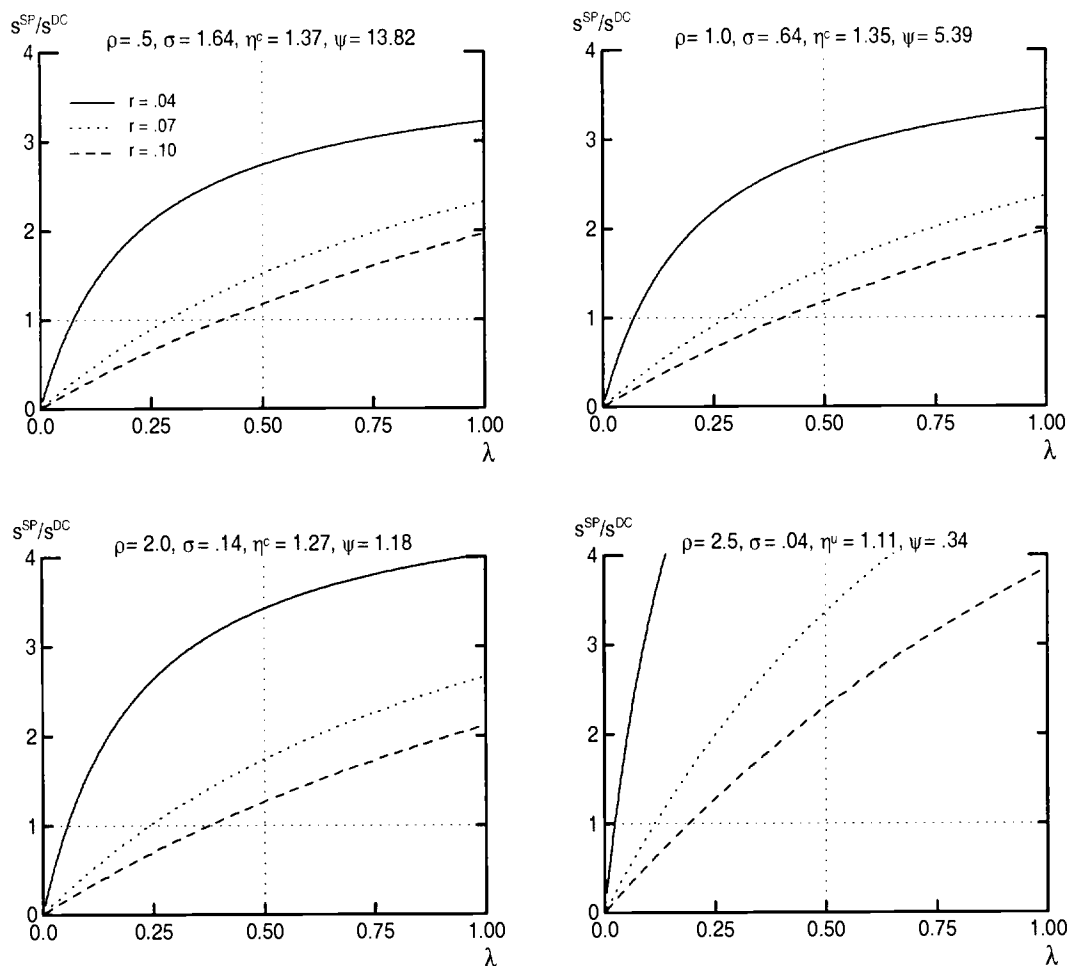 s^SP/s^DC
ρ= .5, σ = 1.64, η^c = 1.37, ψ = 13.82
4
r = .04
r = .07
r = .10
3
2
1
0
0.0 0.25 0.50 0.75 1.00
λ
s^SP/s^DC
ρ= 1.0, σ= .64, η^c = 1.35, ψ = 5.39
4
3
2
1
0
0.0 0.25 0.50 0.75 1.00
λ
s^SP/s^DC
ρ= 2.0, σ= .14, η^c = 1.27, ψ = 1.18
4
3
2
1
0
0.0 0.25 0.50 0.75 1.00
λ
s^SP/s^DC
ρ= 2.5, σ= .04, η^u = 1.11, ψ= .34
4
3
2
1
0
0.0 0.25 0.50 0.75 1.00
λ